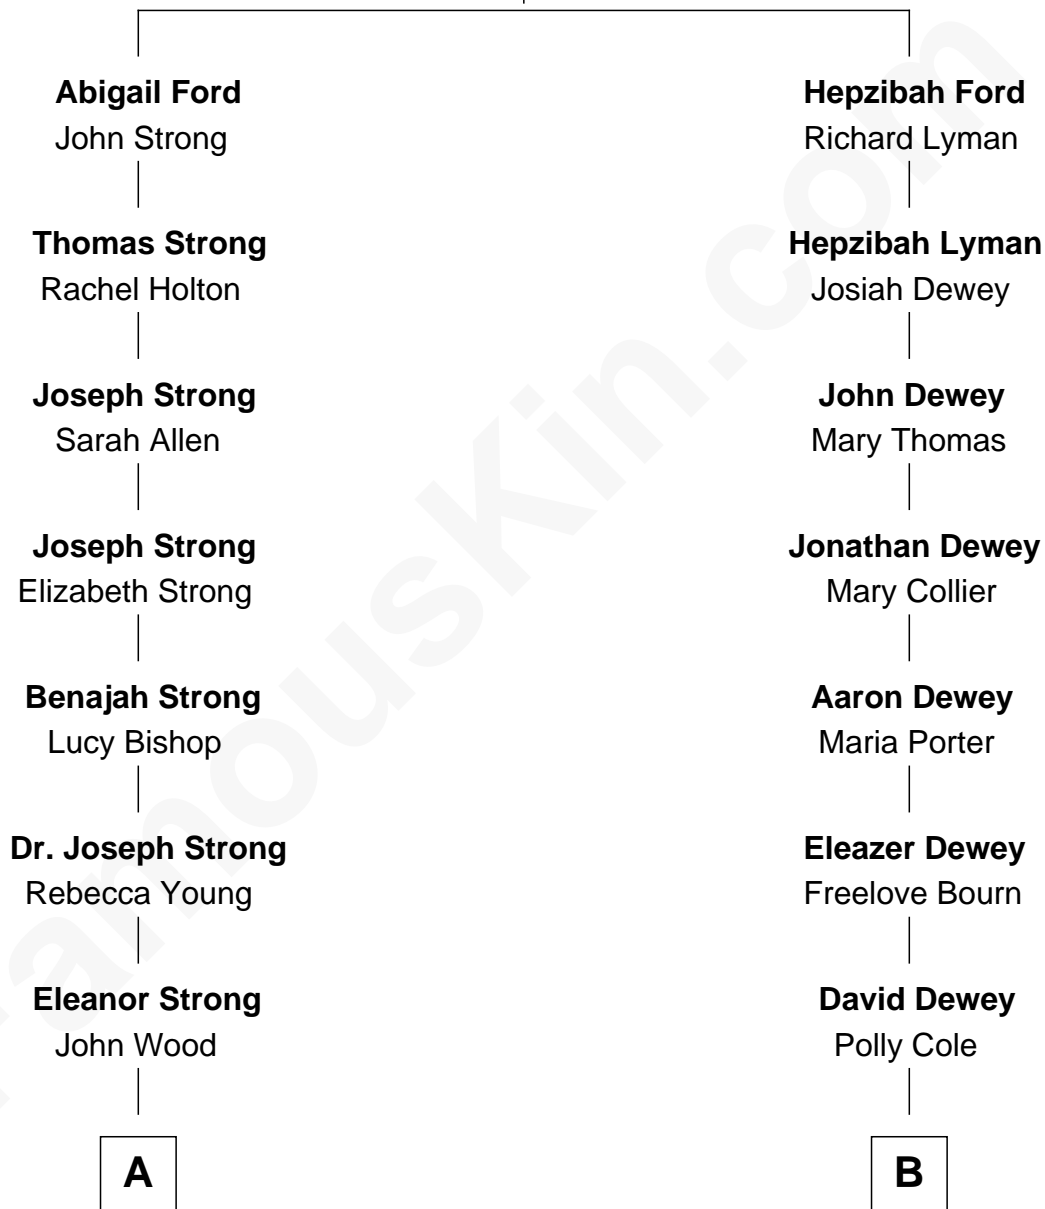 Abigail Ford
John Strong
Hepzibah Ford
Richard Lyman
Thomas Strong
Rachel Holton
Hepzibah Lyman
Josiah Dewey
Joseph Strong
Sarah Allen
John Dewey
Mary Thomas
Joseph Strong
Elizabeth Strong
Jonathan Dewey
Mary Collier
Benajah Strong
Lucy Bishop
Aaron Dewey
Maria Porter
Dr. Joseph Strong
Rebecca Young
Eleazer Dewey
Freelove Bourn
Eleanor Strong
John Wood
David Dewey
Polly Cole
A
B
FamousKin.com